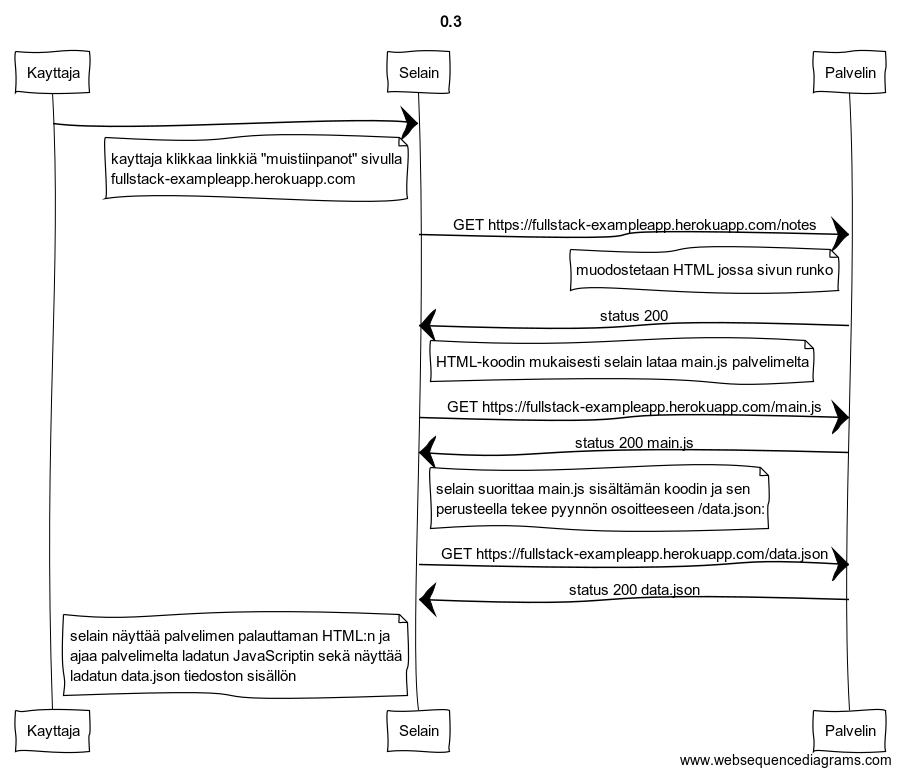 0.3
Kayttaja
Selain
Palvelin
kayttaja klikkaa linkkiä "muistiinpanot" sivulla
fullstack-exampleapp.herokuapp.com
GET https://fullstack-exampleapp.herokuapp.com/notes
muodostetaan HTML jossa sivun runko
status 200
HTML-koodin mukaisesti selain lataa main.js palvelimelta
GET https://fullstack-exampleapp.herokuapp.com/main.js
status 200 main.js
selain suorittaa main.js sisältämän koodin ja sen
perusteella tekee pyynnön osoitteeseen /data.json:
GET https://fullstack-exampleapp.herokuapp.com/data.json
status 200 data.json
selain näyttää palvelimen palauttaman HTML:n ja
ajaa palvelimelta ladatun JavaScriptin sekä näyttää
ladatun data.json tiedoston sisällön
Kayttaja
Selain
Palvelin
www.websequencediagrams.com